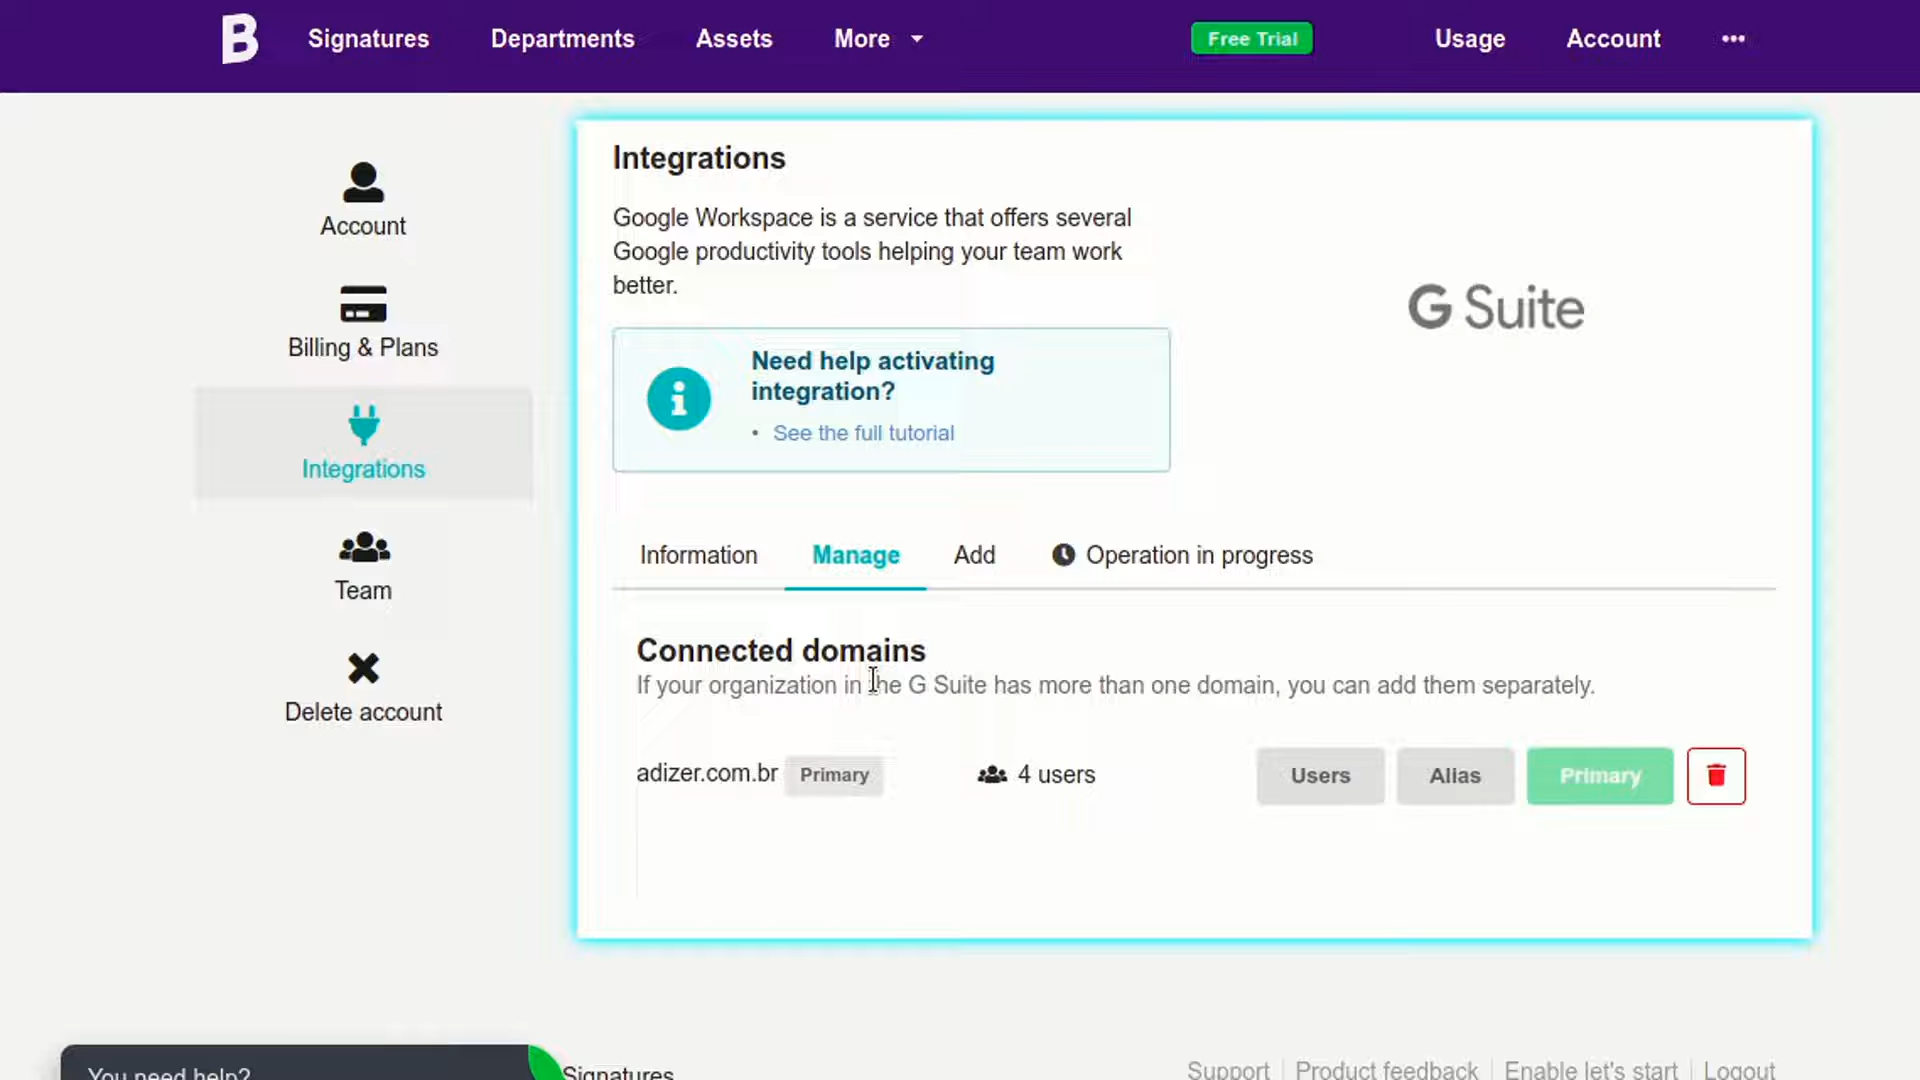 B Signatures Departments Assets More Free Trial Usage Account
Account
Billing & Plans
Integrations
Team
Delete account
Integrations
Google Workspace is a service that offers several
Google productivity tools helping your team work
better.
G Suite
Need help activating
integration?
• See the full tutorial
Information Manage Add Operation in progress
Connected domains
If your organization in the G Suite has more than one domain, you can add them separately.
adizer.com.br Primary 4 users Users Alias Primary
You need help?
Signatures
Support Product feedback Enable let's start Logout